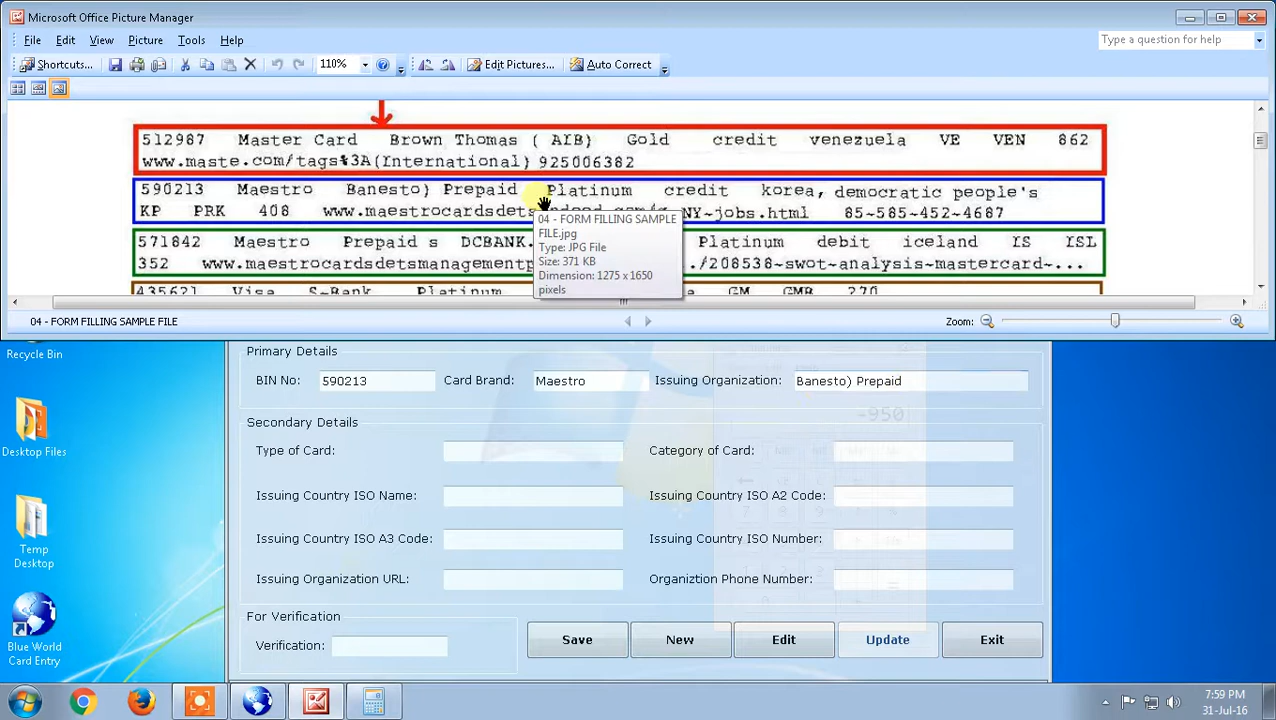 Microsoft Office Picture Manager
File Edit View Picture Tools Help
Type a question for help
Shortcuts... 110% Edit Pictures... Auto Correct
512987 Master Card Brown Thomas ( AIB) Gold credit venezuela VE VEN 862
www.maste.com/tags%3A(International) 925006382
590213 Maestro Banesto) Prepaid Platinum credit korea, democratic people's
KP PRK 408 NY~jobs.html 85~585~452~4687
571842 Maestro Prepaid s DCBANK. Platinum debit iceland IS ISL
352 ./208538~swot~analysis~mastercard~...
435621 Visa S-Bank Platinum GM GMB 270
04 - FORM FILLING SAMPLE
FILE.jpg
Type: JPG File
Size: 371 KB
Dimension: 1275 x 1650
pixels
04 - FORM FILLING SAMPLE FILE
Zoom:
Recycle Bin
Desktop Files
Temp
Desktop
Blue World
Card Entry
Primary Details
BIN No: 590213 Card Brand: Maestro Issuing Organization: Banesto) Prepaid
-950
Secondary Details
Type of Card: Category of Card:
Issuing Country ISO Name: Issuing Country ISO A2 Code:
Issuing Country ISO A3 Code: Issuing Country ISO Number:
Issuing Organization URL: Organiztion Phone Number:
For Verification
Verification: Save New Edit Update Exit
7:59 PM
31-Jul-16